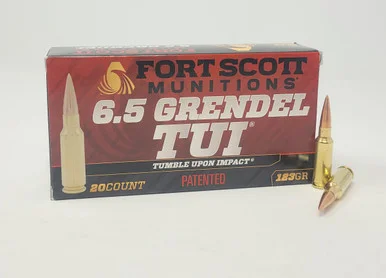 FORT SCOTT
MUNITIONS
6.5 GRENDEL
TUI®
TUMBLE UPON IMPACT®
20COUNT
PATENTED
123GR